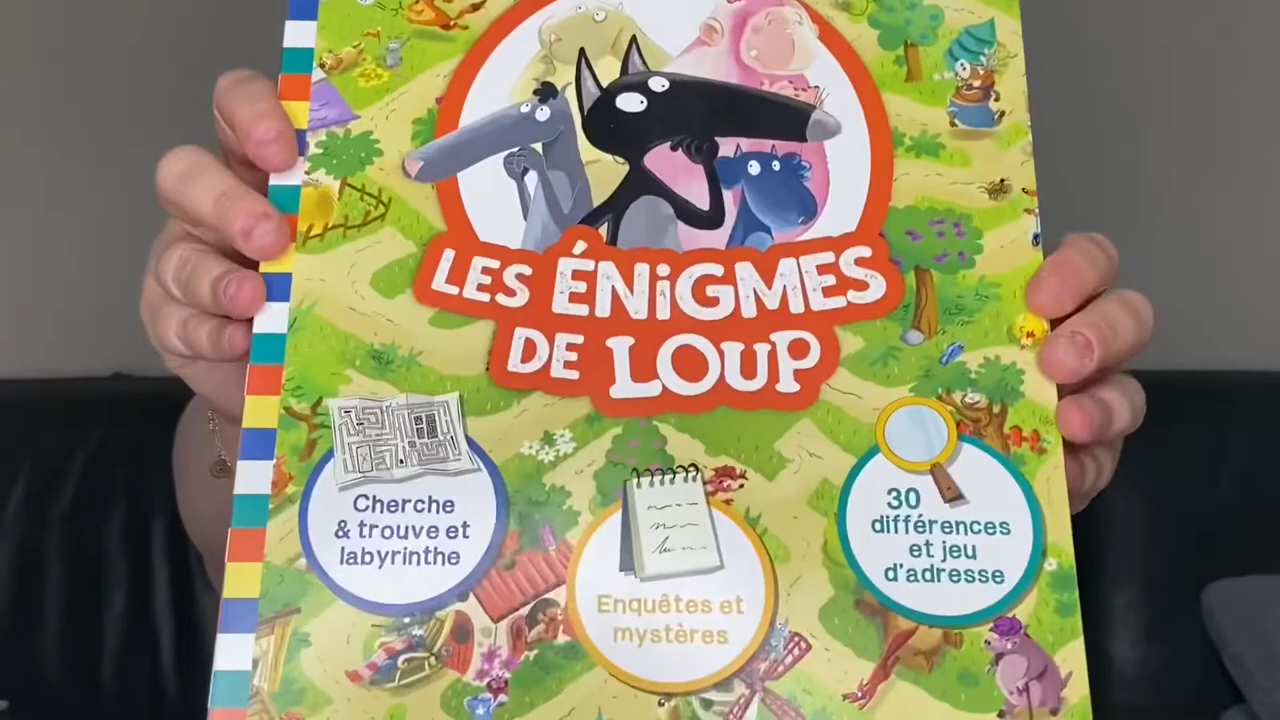 LES ÉNiGMES
DE LOUP
Cherche
& trouve et
labyrinthe
Enquêtes et
mystères
30
différences
et jeu
d'adresse